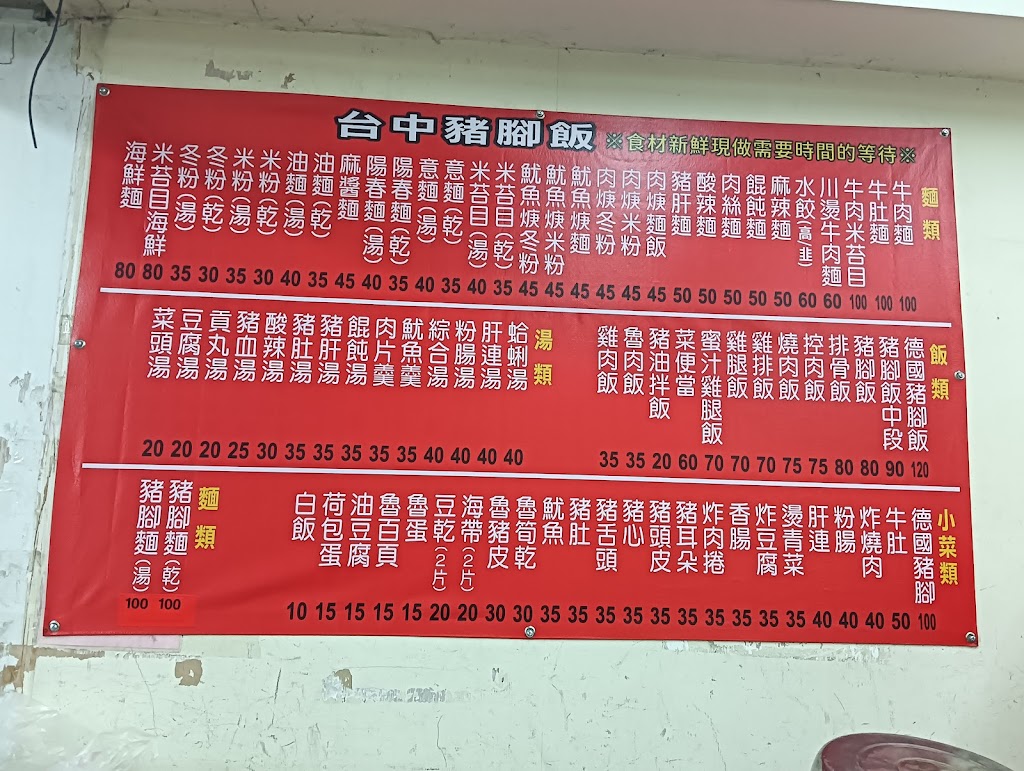 台中豬腳飯
※食材新鮮現做需要時間的等待※
麵類
牛肉麵 100
牛肚麵 100
牛肉米苔目 100
川燙牛肉麵 60
水餃(高)(韭) 60
麻辣麵 50
餛飩麵 50
肉絲麵 50
酸辣麵 50
豬肝麵 50
肉焿麵飯 45
肉焿米粉 45
肉焿冬粉 45
魷魚焿麵 45
魷魚焿米粉 45
魷魚焿冬粉 45
米苔目(乾) 35
米苔目(湯) 40
意麵(乾) 35
意麵(湯) 40
陽春麵(乾) 35
陽春麵(湯) 40
麻醬麵 45
油麵(乾) 35
油麵(湯) 40
米粉(乾) 30
米粉(湯) 35
冬粉(乾) 30
冬粉(湯) 35
米苔目海鮮 80
海鮮麵 80
飯類
德國豬腳飯 120
豬腳飯中段 90
豬腳飯 80
排骨飯 80
控肉飯 75
燒肉飯 75
雞排飯 70
雞腿飯 70
蜜汁雞腿飯 70
菜便當 60
豬油拌飯 20
魯肉飯 35
雞肉飯 35
湯類
蛤蜊湯 40
肝連湯 40
粉腸湯 40
綜合湯 40
魷魚羹 35
肉片羹 35
餛飩湯 35
豬肝湯 35
豬肚湯 35
酸辣湯 30
豬血湯 25
貢丸湯 20
豆腐湯 20
菜頭湯 20
小菜類
德國豬腳 100
牛肚 50
炸燒肉 40
粉腸 40
肝連 40
燙青菜 35
炸豆腐 35
香腸 35
炸肉捲 35
豬耳朵 35
豬頭皮 35
豬心 35
豬舌頭 35
豬肚 35
魷魚 35
魯筍乾 30
魯豬皮 30
海帶(2片) 20
豆乾(2片) 20
魯蛋 15
魯百頁 15
油豆腐 15
荷包蛋 15
白飯 10
麵類
豬腳麵(乾) 100
豬腳麵(湯) 100